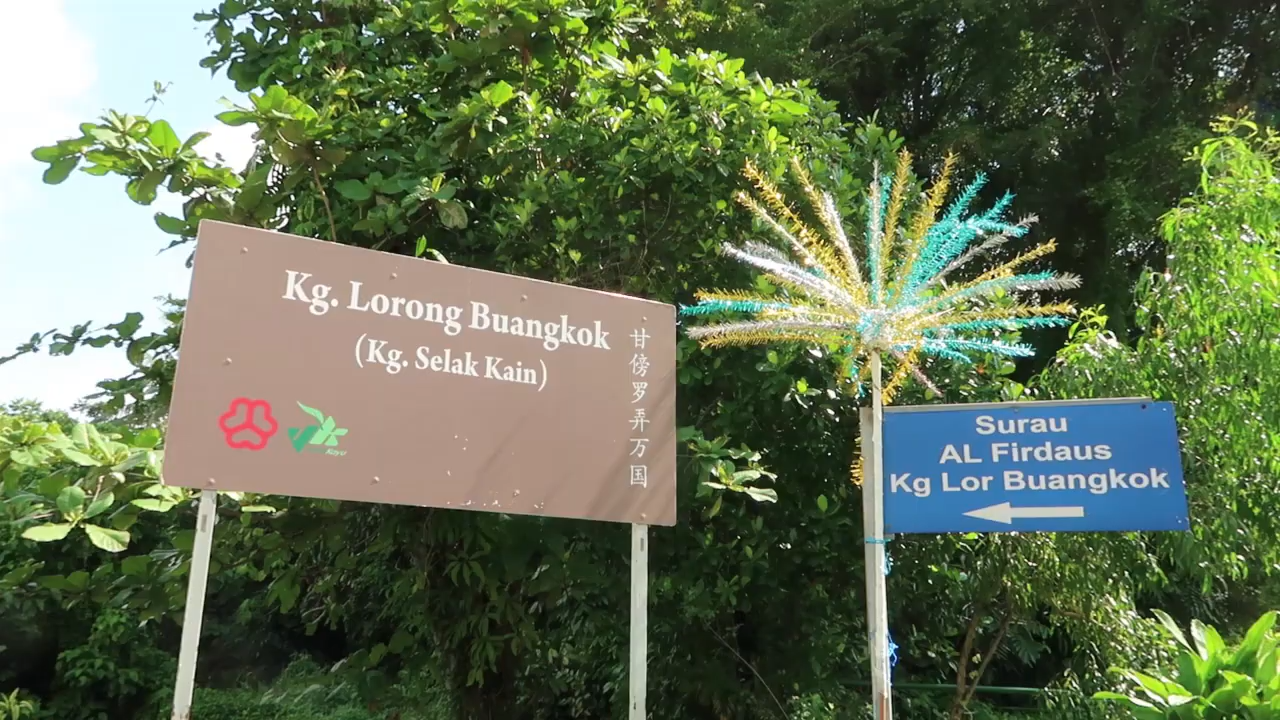 Kg. Lorong Buangkok
(Kg. Selak Kain)
甘傍罗弄万国
Surau
AL Firdaus
Kg Lor Buangkok